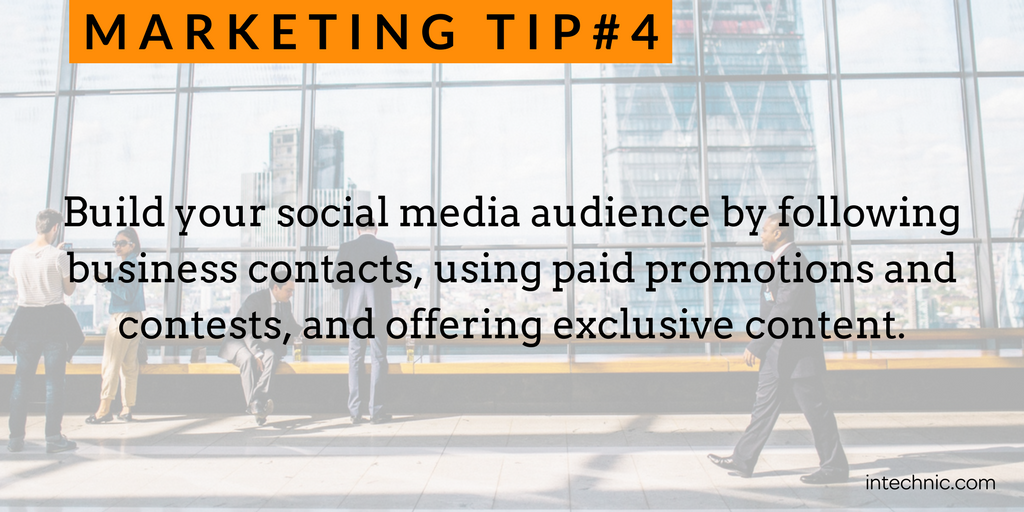 MARKETING TIP#4
Build your social media audience by following
business contacts, using paid promotions and
contests, and offering exclusive content.
intechnic.com